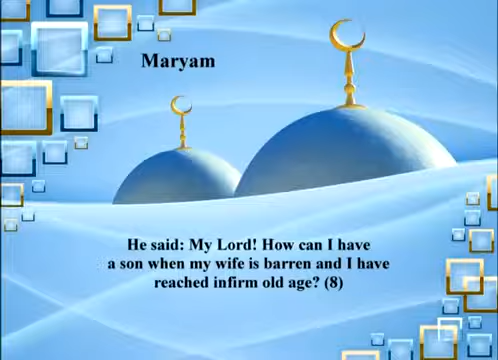 Maryam
He said: My Lord! How can I have
a son when my wife is barren and I have
reached infirm old age? (8)